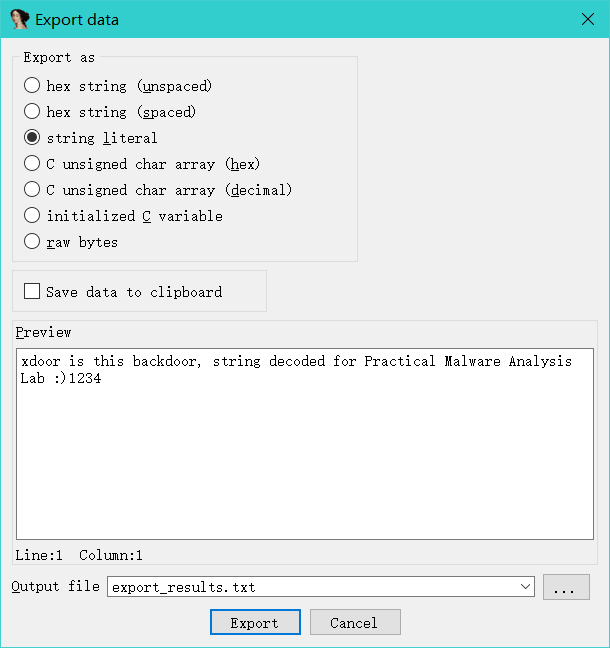 Export data
Export as
hex string (unspaced)
hex string (spaced)
string literal
C unsigned char array (hex)
C unsigned char array (decimal)
initialized C variable
raw bytes
Save data to clipboard
Preview
xdoor is this backdoor, string decoded for Practical Malware Analysis
Lab :)1234
Line:1  Column:1
Output file export_results.txt ...
Export Cancel